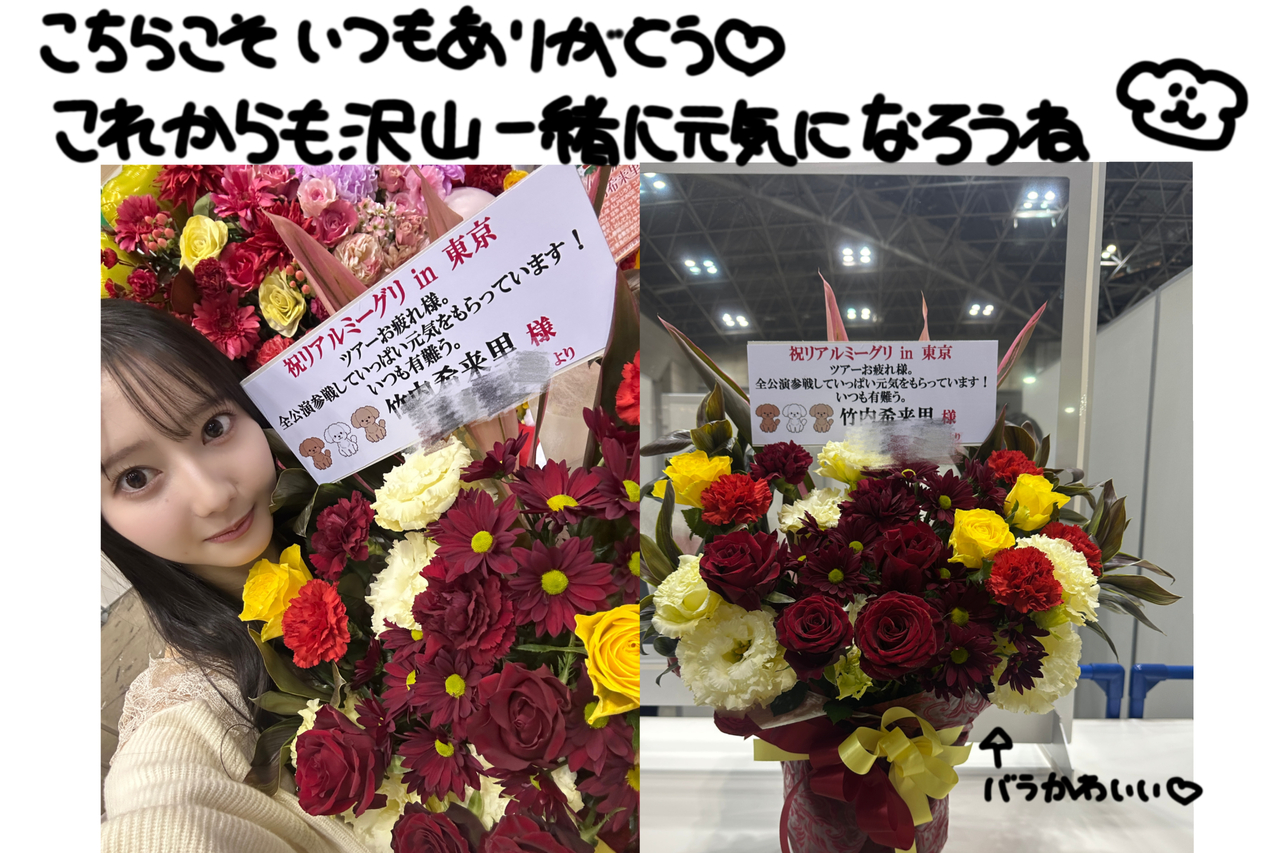 こちらこそ いつもありがとう♡
これからも沢山一緒に元気になろうね
祝リアルミーグリ in 東京
ツアーお疲れ様。
全公演参戦していっぱい元気をもらっています！
いつも有難う。
竹内希来里 様
より
祝リアルミーグリ in 東京
ツアーお疲れ様。
全公演参戦していっぱい元気をもらっています！
いつも有難う。
竹内希来里 様
より
↑
バラかわいい♡